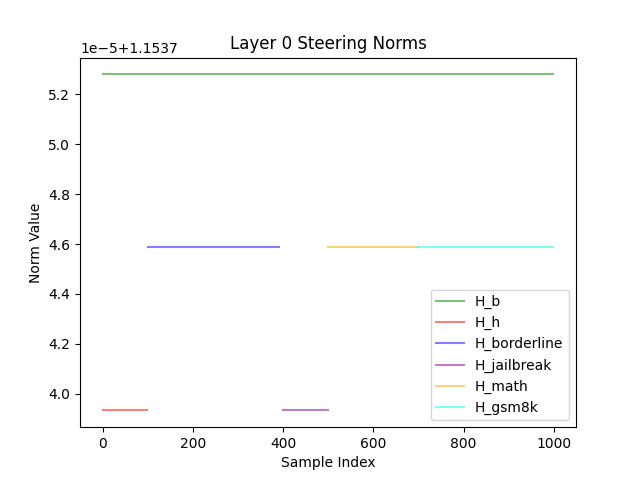 Layer 0 Steering Norms
1e−5+1.1537
5.2
5.0
4.8
4.6
4.4
4.2
4.0
Norm Value
H_b
H_h
H_borderline
H_jailbreak
H_math
H_gsm8k
0 200 400 600 800 1000
Sample Index